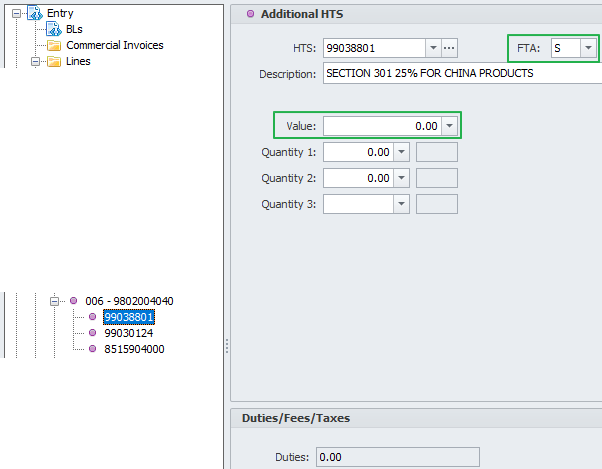 Entry
BLs
Commercial Invoices
Lines
006 - 9802004040
99038801
99030124
8515904000
Additional HTS
HTS: 99038801 ... FTA: S
Description: SECTION 301 25% FOR CHINA PRODUCTS
Value: 0.00
Quantity 1: 0.00
Quantity 2: 0.00
Quantity 3:
Duties/Fees/Taxes
Duties: 0.00